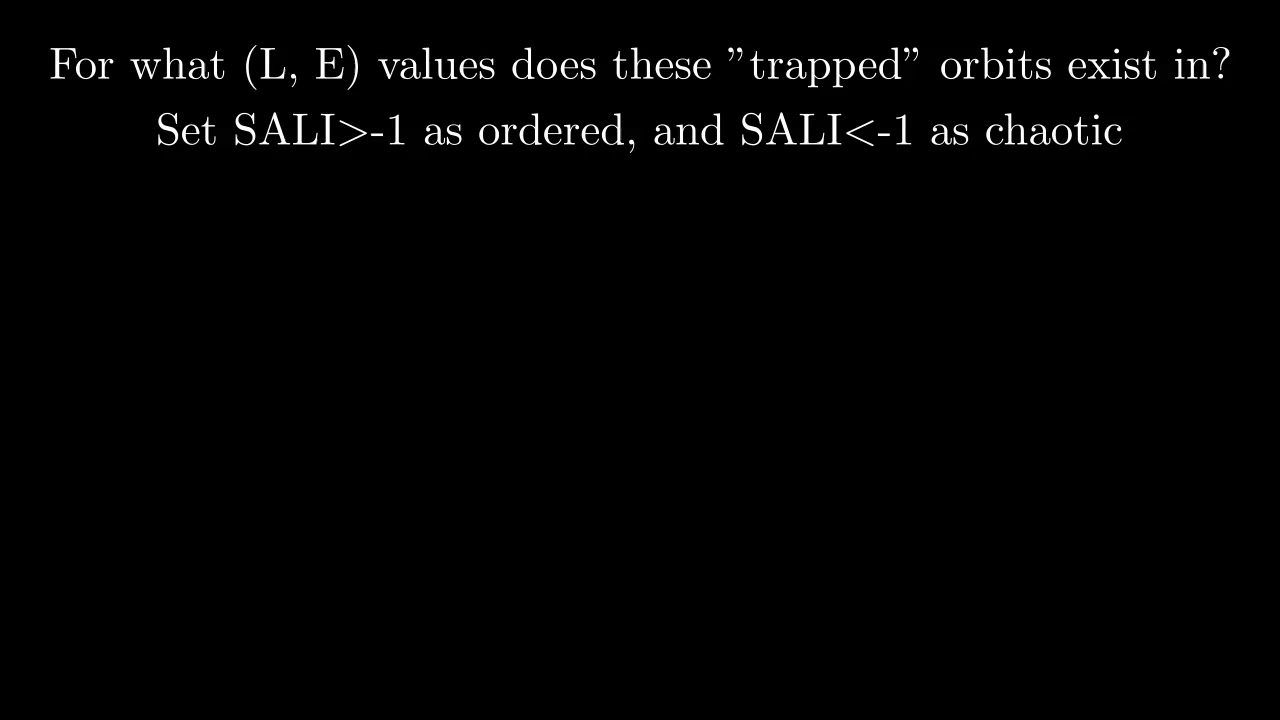 For what (L, E) values does these ”trapped” orbits exist in?
Set SALI>-1 as ordered, and SALI<-1 as chaotic